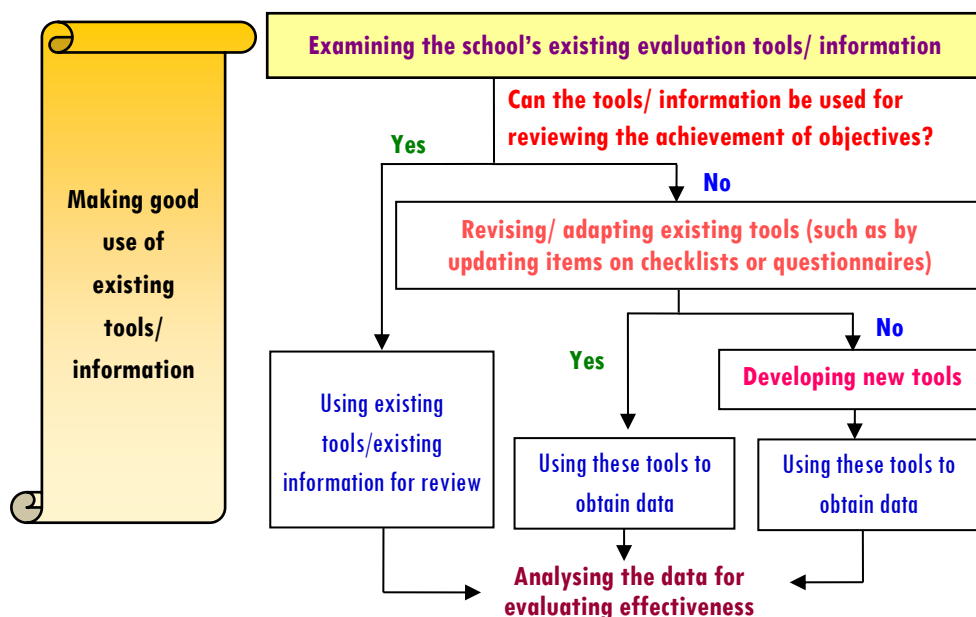 Examining the school's existing evaluation tools/ information
Can the tools/ information be used for
reviewing the achievement of objectives?
Yes
No
Making good
use of
existing
tools/
information
Revising/ adapting existing tools (such as by
updating items on checklists or questionnaires)
Yes
No
Developing new tools
Using existing
tools/existing
information for review
Using these tools to
obtain data
Using these tools to
obtain data
Analysing the data for
evaluating effectiveness